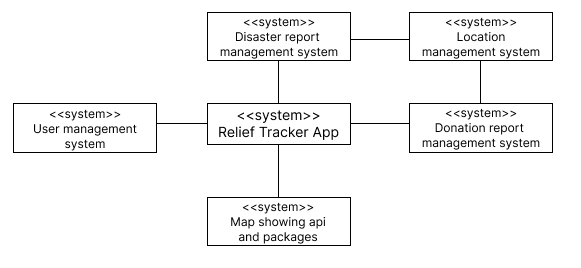 <<system>>
Disaster report
management system
<<system>>
Location
management system
<<system>>
User management
system
<<system>>
Relief Tracker App
<<system>>
Donation report
management system
<<system>>
Map showing api
and packages